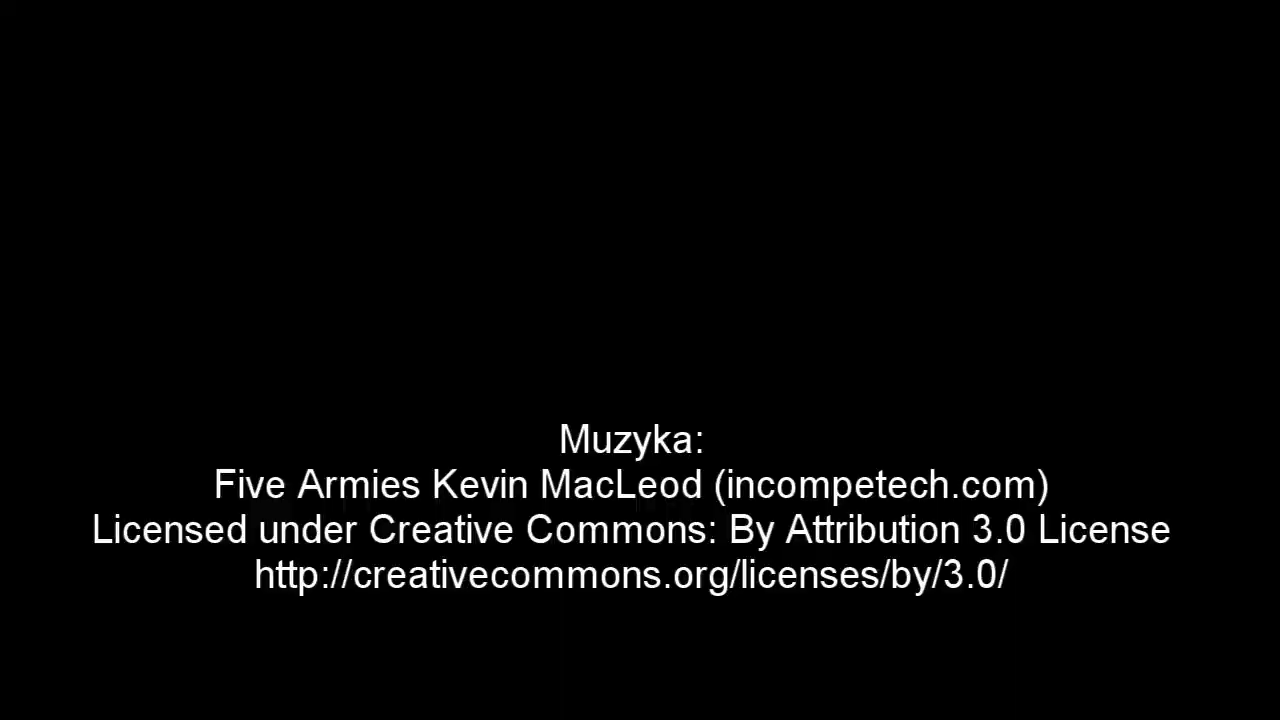 Muzyka:
Five Armies Kevin MacLeod (incompetech.com)
Licensed under Creative Commons: By Attribution 3.0 License
http://creativecommons.org/licenses/by/3.0/